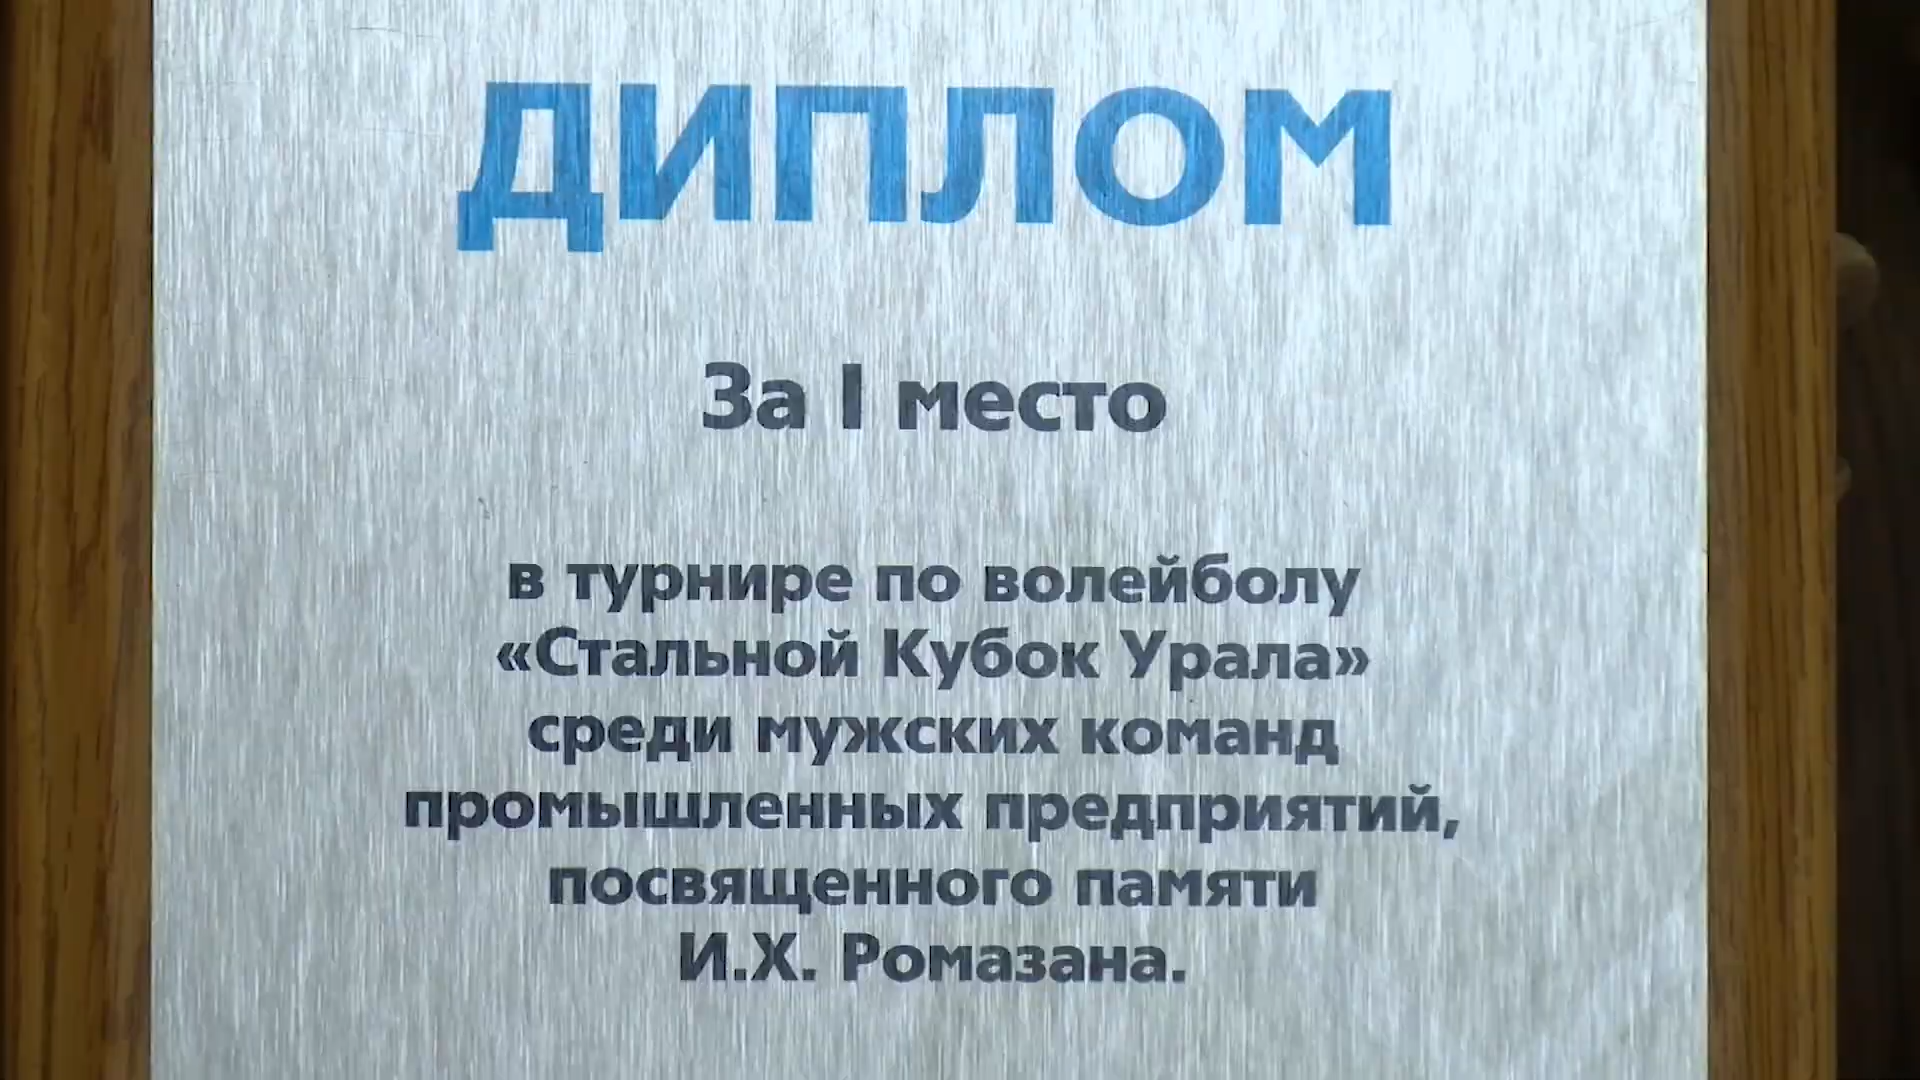 ДИПЛОМ
За I место
в турнире по волейболу
«Стальной Кубок Урала»
среди мужских команд
промышленных предприятий,
посвященного памяти
И.Х. Ромазана.